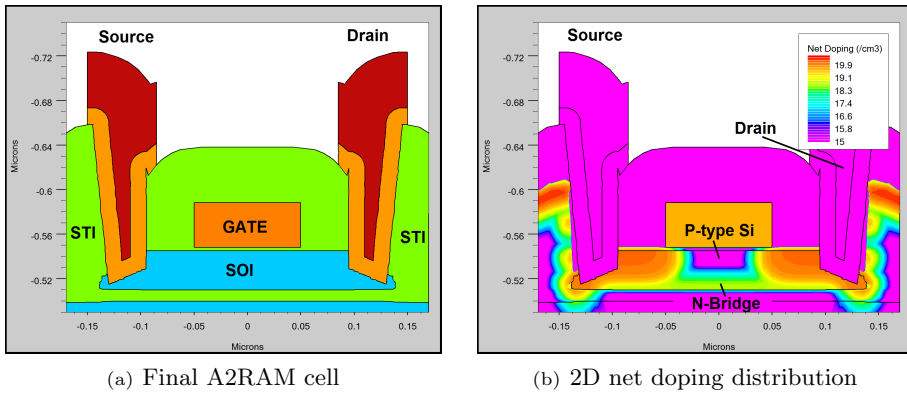 Source
Drain
-0.72
-0.68
-0.64
-0.6
-0.56
-0.52
Microns
STI
GATE
STI
SOI
-0.15
-0.1
-0.05
0
0.05
0.1
0.15
Microns
(a) Final A2RAM cell
Source
Net Doping (/cm3)
19.9
19.1
18.3
17.4
16.6
15.8
15
Drain
-0.72
-0.68
-0.64
-0.6
-0.56
-0.52
Microns
P-type Si
N-Bridge
-0.15
-0.1
-0.05
0
0.05
0.1
0.15
Microns
(b) 2D net doping distribution